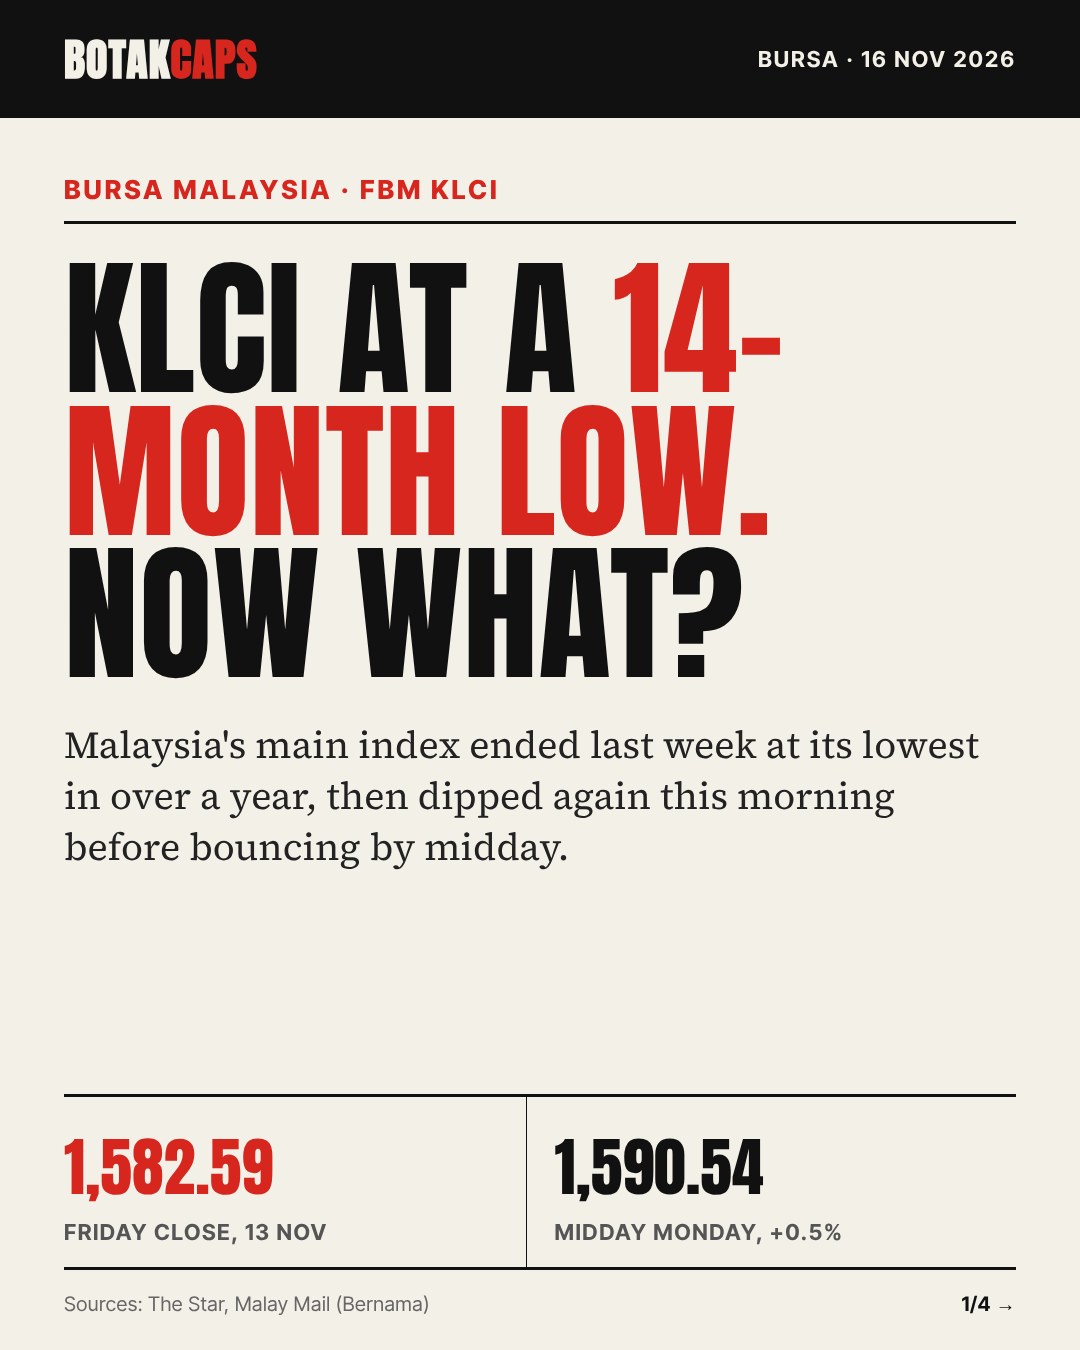 BOTAKCAPS
BURSA · 16 NOV 2026
BURSA MALAYSIA · FBM KLCI
KLCI AT A 14-
MONTH LOW.
NOW WHAT?
Malaysia's main index ended last week at its lowest
in over a year, then dipped again this morning
before bouncing by midday.
1,582.59
FRIDAY CLOSE, 13 NOV
1,590.54
MIDDAY MONDAY, +0.5%
Sources: The Star, Malay Mail (Bernama)
1/4 →